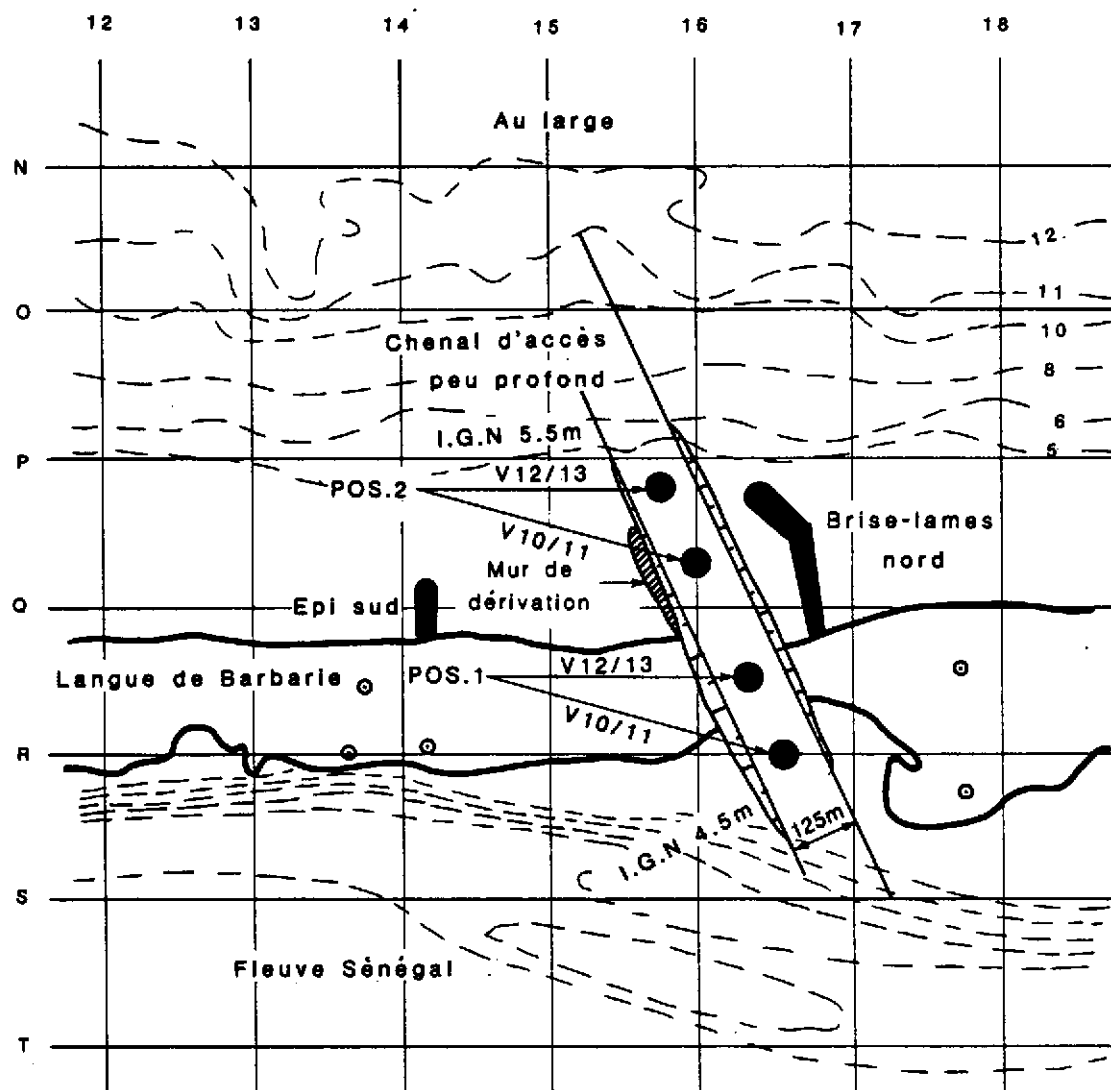 12 13 14 15 16 17 18
Au large
N
12
11
O
10
Chenal d'accès
peu profond
8
6
I.G.N 5.5m
5
P
V12/13
POS.2
V10/11
Brise-lames
nord
Mur de
dérivation
Q
Epi sud
V12/13
Langue de Barbarie
POS.1
V10/11
R
125m
I.G.N 4.5m
S
Fleuve Sénégal
T